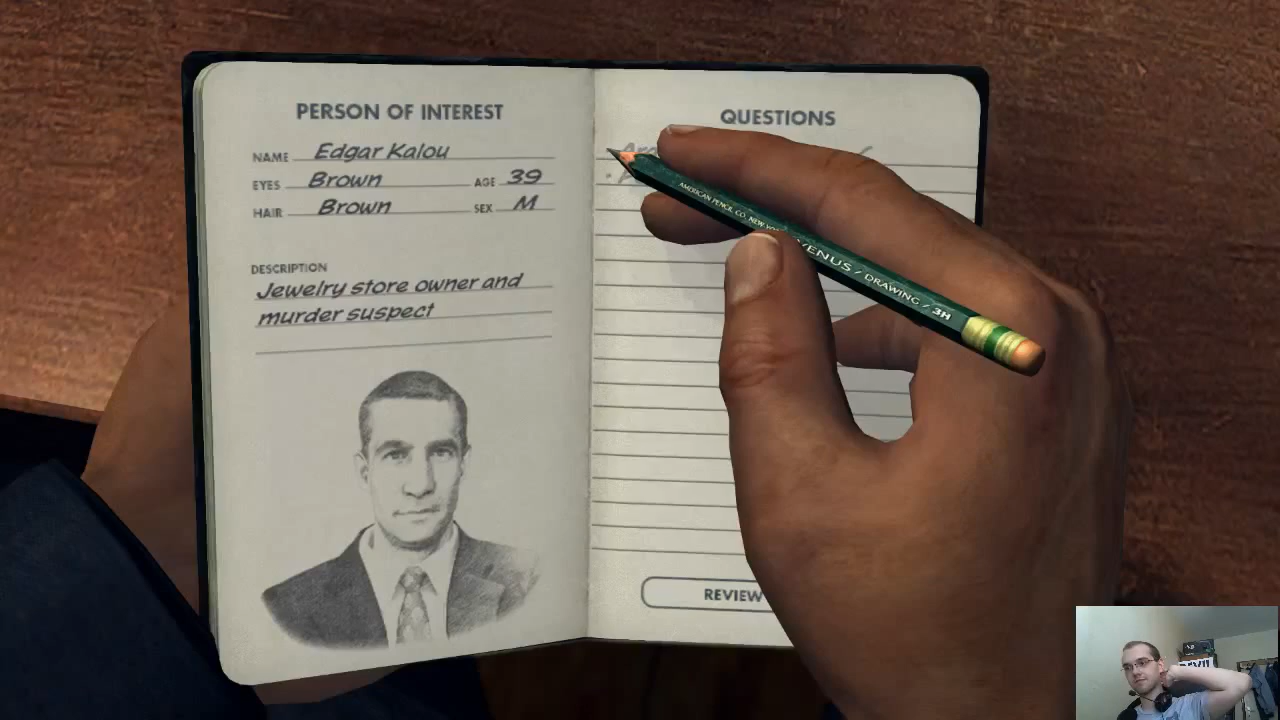 PERSON OF INTEREST
NAME Edgar Kalou
EYES Brown AGE 39
HAIR Brown SEX M
DESCRIPTION
Jewelry store owner and
murder suspect
QUESTIONS
AMERICAN PENCIL CO. NEW YORK VENUS / DRAWING / 3H
REVIEW